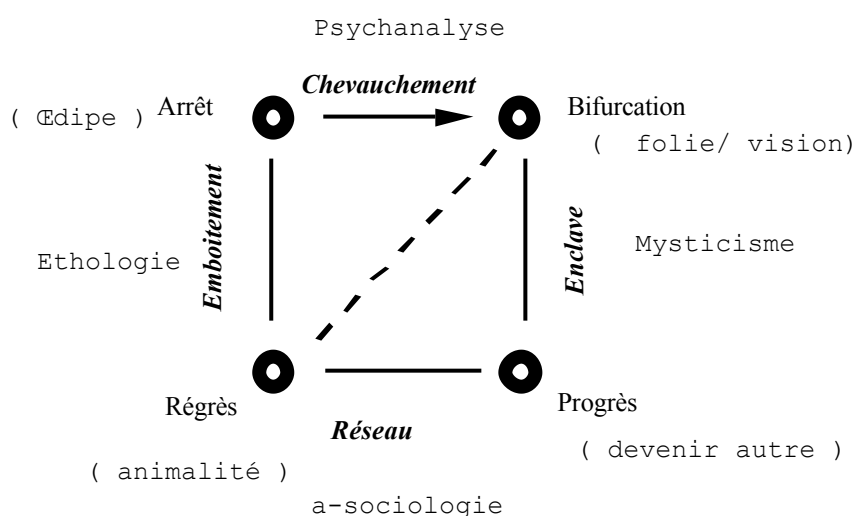 Psychanalyse
Chevauchement
( Œdipe ) Arrêt
Bifurcation
( folie/ vision)
Emboitement
Enclave
Ethologie
Mysticisme
Régrès
Progrès
Réseau
( devenir autre )
( animalité )
a-sociologie